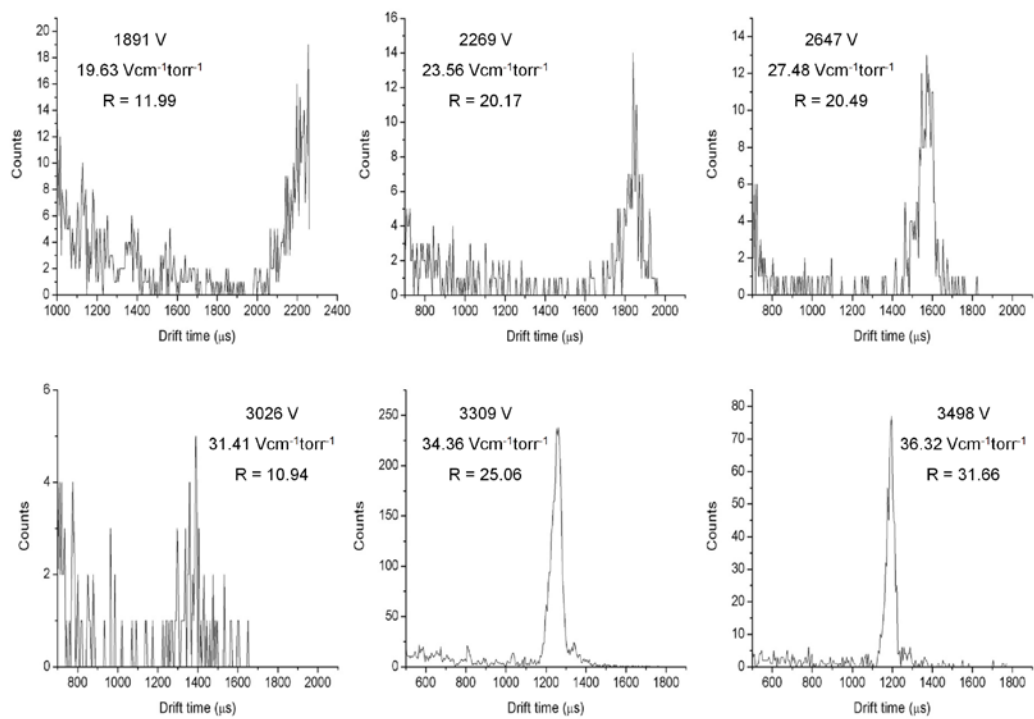 1891 V
19.63 Vcm⁻¹torr⁻¹
R = 11.99
Counts
20
18
16
14
12
10
8
6
4
2
0
1000 1200 1400 1600 1800 2000 2200 2400
Drift time (μs)
2269 V
23.56 Vcm⁻¹torr⁻¹
R = 20.17
Counts
16
14
12
10
8
6
4
2
0
800 1000 1200 1400 1600 1800 2000
Drift time (μs)
2647 V
27.48 Vcm⁻¹torr⁻¹
R = 20.49
Counts
14
12
10
8
6
4
2
0
800 1000 1200 1400 1600 1800 2000
Drift time (μs)
3026 V
31.41 Vcm⁻¹torr⁻¹
R = 10.94
Counts
6
4
2
0
800 1000 1200 1400 1600 1800 2000
Drift time (μs)
3309 V
34.36 Vcm⁻¹torr⁻¹
R = 25.06
Counts
250
200
150
100
50
0
600 800 1000 1200 1400 1600 1800
Drift time (μs)
3498 V
36.32 Vcm⁻¹torr⁻¹
R = 31.66
Counts
80
70
60
50
40
30
20
10
0
600 800 1000 1200 1400 1600 1800
Drift time (μs)